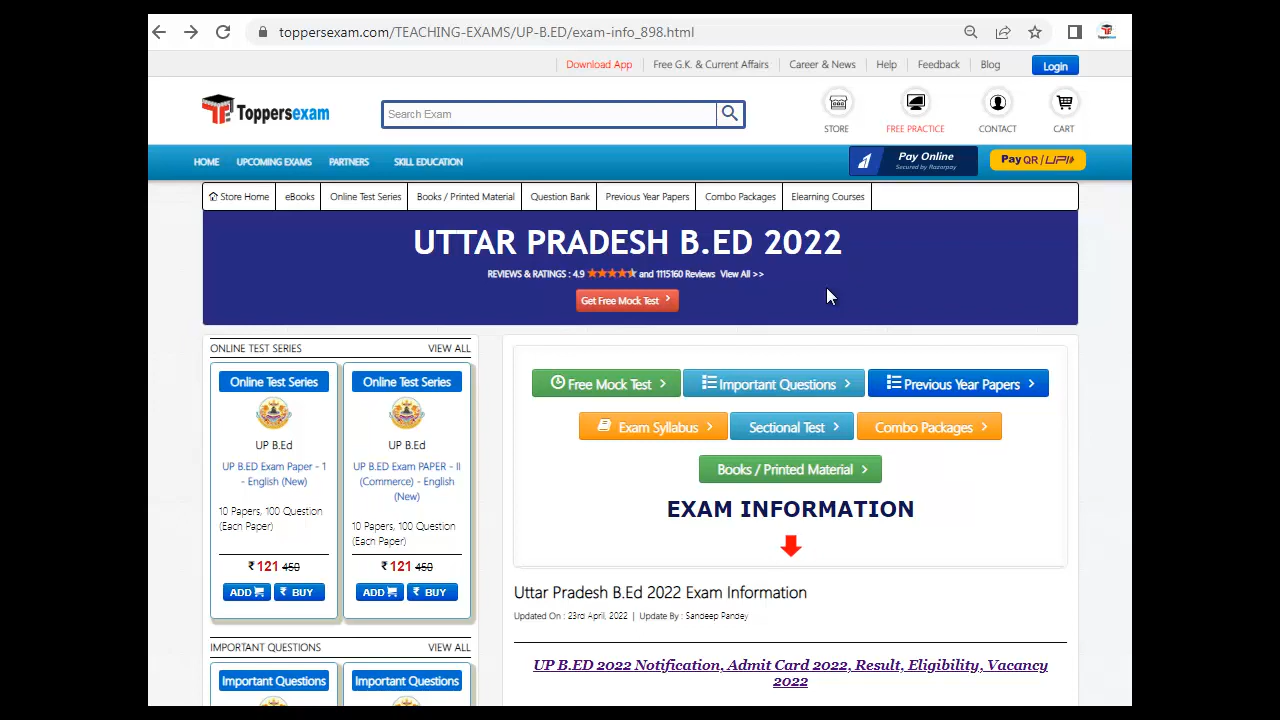 toppersexam.com/TEACHING-EXAMS/UP-B.ED/exam-info_898.html
Download App Free G.K. & Current Affairs Career & News Help Feedback Blog Login
Toppersexam
Search Exam
STORE FREE PRACTICE CONTACT CART
HOME UPCOMING EXAMS PARTNERS SKILL EDUCATION
Pay Online
Secured by Razorpay
Pay QR / UPI
Store Home eBooks Online Test Series Books / Printed Material Question Bank Previous Year Papers Combo Packages Elearning Courses
UTTAR PRADESH B.ED 2022
REVIEWS & RATINGS : 4.9 and 1115160 Reviews View All >>
Get Free Mock Test
ONLINE TEST SERIES VIEW ALL
Online Test Series
UP B.Ed
UP B.ED Exam Paper - 1
- English (New)
10 Papers, 100 Question
(Each Paper)
₹ 121 450
ADD ₹ BUY
Online Test Series
UP B.Ed
UP B.ED Exam PAPER - II
(Commerce) - English
(New)
10 Papers, 100 Question
(Each Paper)
₹ 121 450
ADD ₹ BUY
IMPORTANT QUESTIONS VIEW ALL
Important Questions Important Questions
Free Mock Test Important Questions Previous Year Papers
Exam Syllabus Sectional Test Combo Packages
Books / Printed Material
EXAM INFORMATION
Uttar Pradesh B.Ed 2022 Exam Information
Updated On : 23rd April, 2022 | Update By : Sandeep Pandey
UP B.ED 2022 Notification, Admit Card 2022, Result, Eligibility, Vacancy
2022